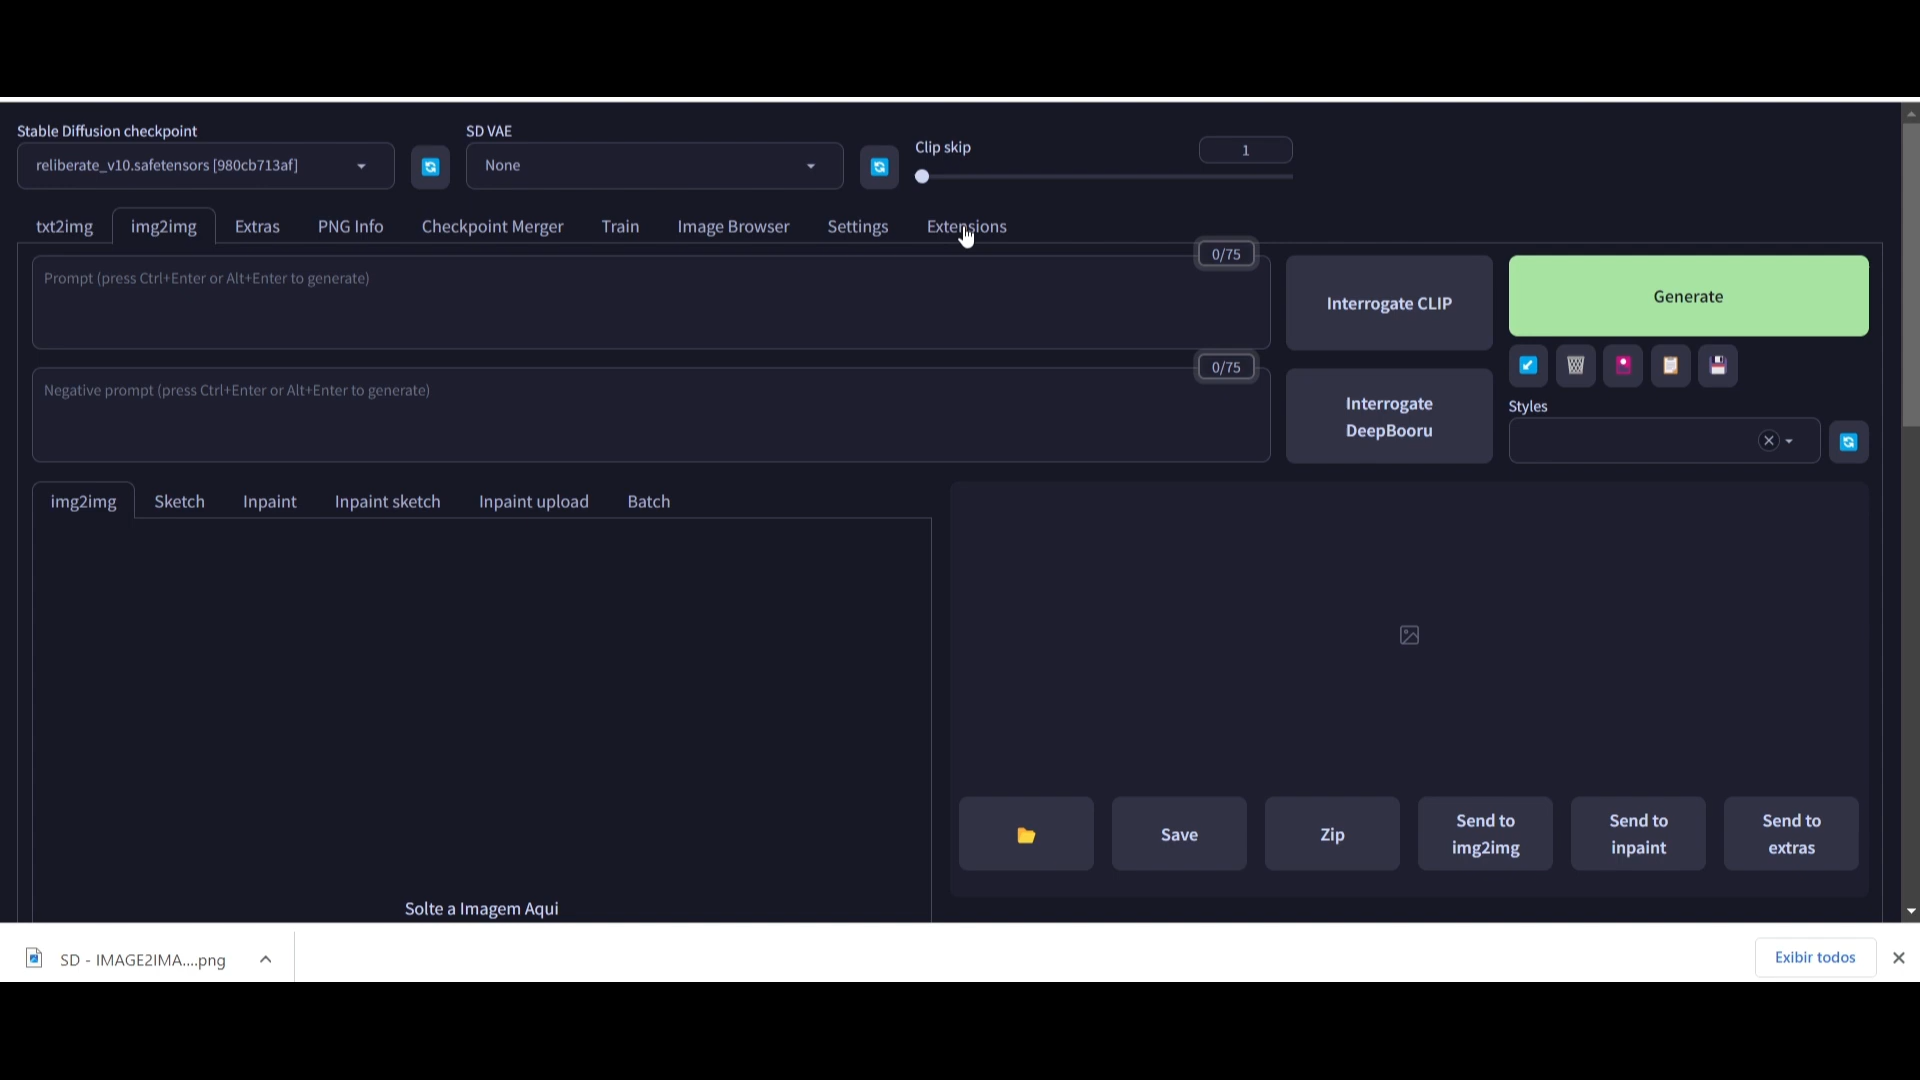 Stable Diffusion checkpoint
SD VAE
Clip skip
1
reliberate_v10.safetensors [980cb713af]
None
txt2img
img2img
Extras
PNG Info
Checkpoint Merger
Train
Image Browser
Settings
Extensions
0/75
Prompt (press Ctrl+Enter or Alt+Enter to generate)
Interrogate CLIP
Generate
0/75
Negative prompt (press Ctrl+Enter or Alt+Enter to generate)
Interrogate
DeepBooru
Styles
img2img
Sketch
Inpaint
Inpaint sketch
Inpaint upload
Batch
Save
Zip
Send to
img2img
Send to
inpaint
Send to
extras
Solte a Imagem Aqui
SD - IMAGE2IMA....png
Exibir todos